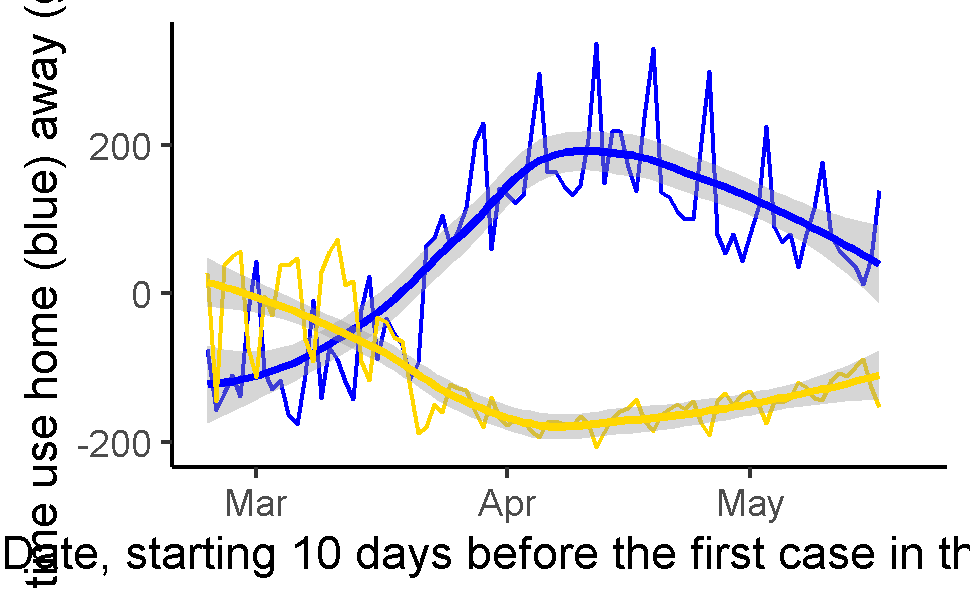 time use home (blue) away (
200
0
-200
Mar
Apr
May
Date, starting 10 days before the first case in th